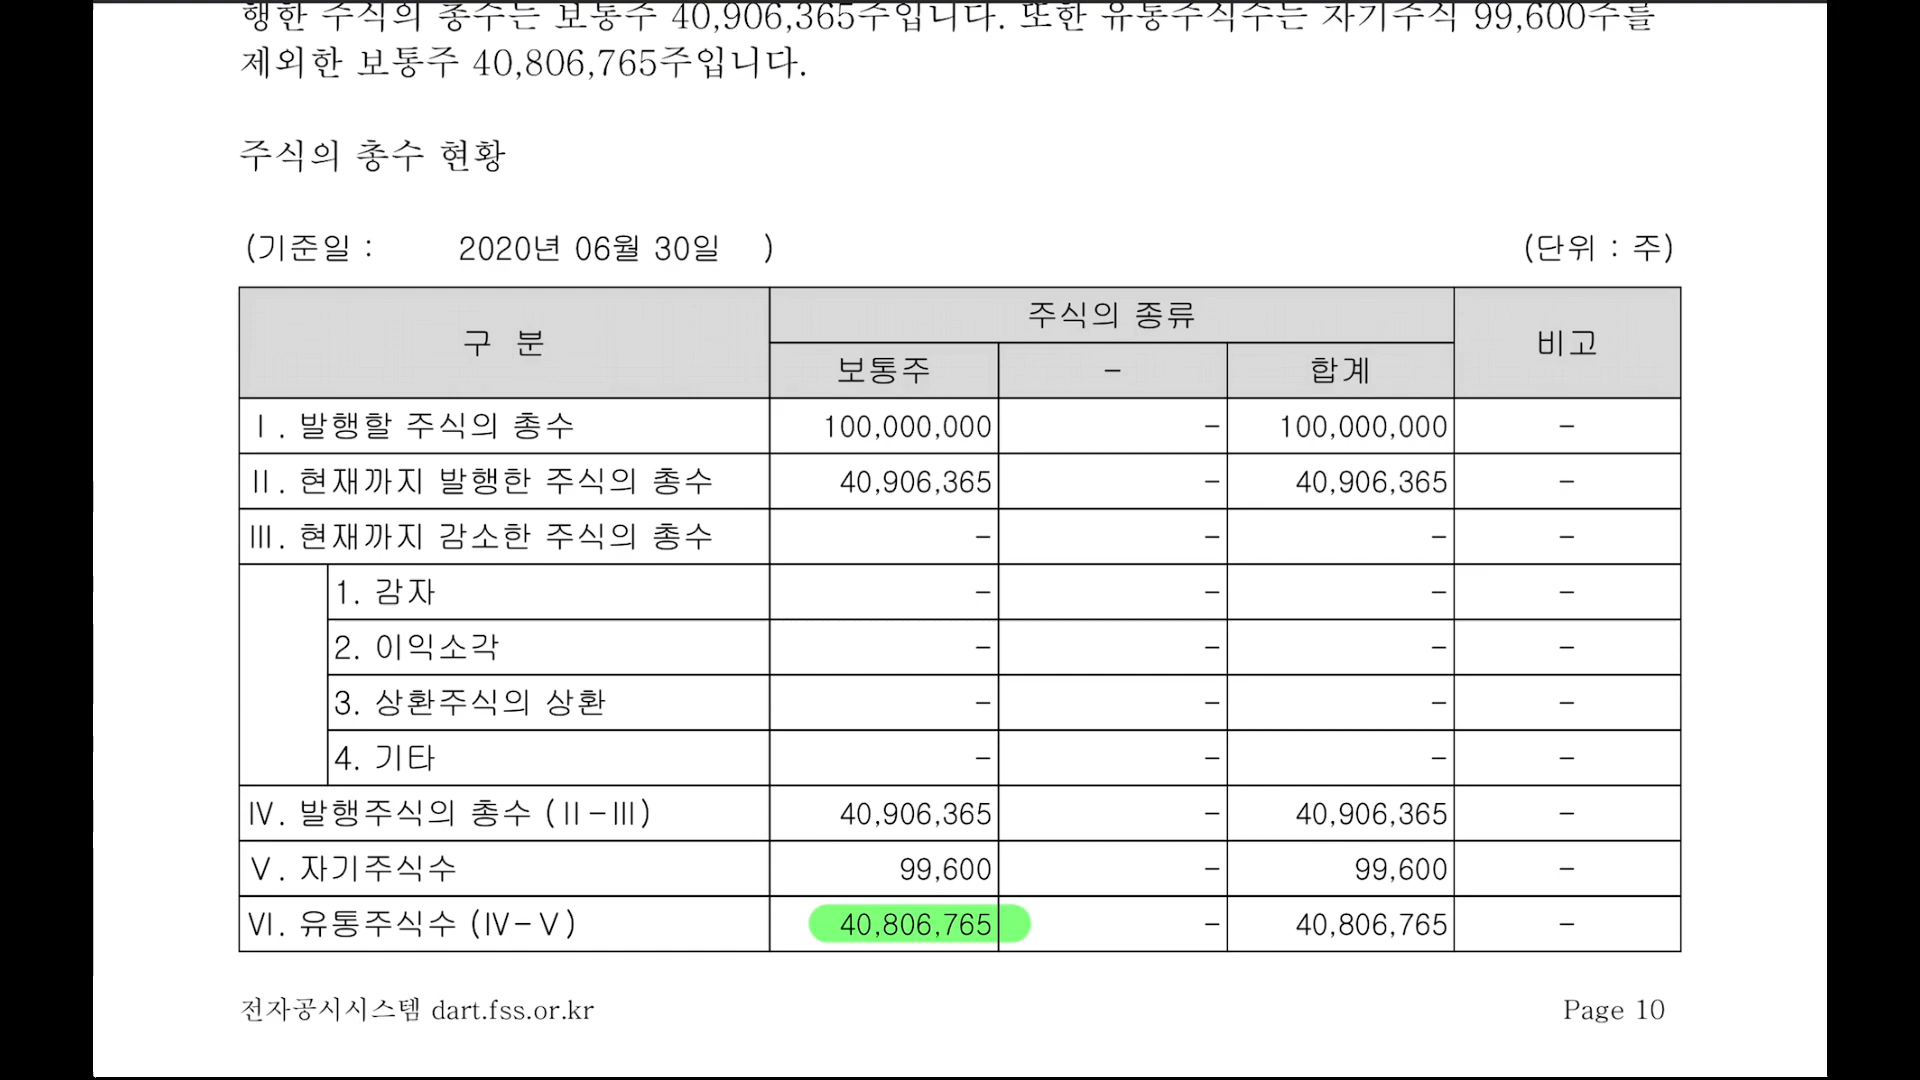 행한 주식의 총수는 보통주 40,906,365주입니다. 또한 유통주식수는 자기주식 99,600주를
제외한 보통주 40,806,765주입니다.
주식의 총수 현황
(기준일 : 2020년 06월 30일 ) (단위 : 주)
구 분 주식의 종류 비고
보통주 - 합계
Ⅰ. 발행할 주식의 총수 100,000,000 - 100,000,000 -
Ⅱ. 현재까지 발행한 주식의 총수 40,906,365 - 40,906,365 -
Ⅲ. 현재까지 감소한 주식의 총수 - - - -
1. 감자 - - - -
2. 이익소각 - - - -
3. 상환주식의 상환 - - - -
4. 기타 - - - -
Ⅳ. 발행주식의 총수 (Ⅱ-Ⅲ) 40,906,365 - 40,906,365 -
Ⅴ. 자기주식수 99,600 - 99,600 -
Ⅵ. 유통주식수 (Ⅳ-Ⅴ) 40,806,765 - 40,806,765 -
전자공시시스템 dart.fss.or.kr Page 10